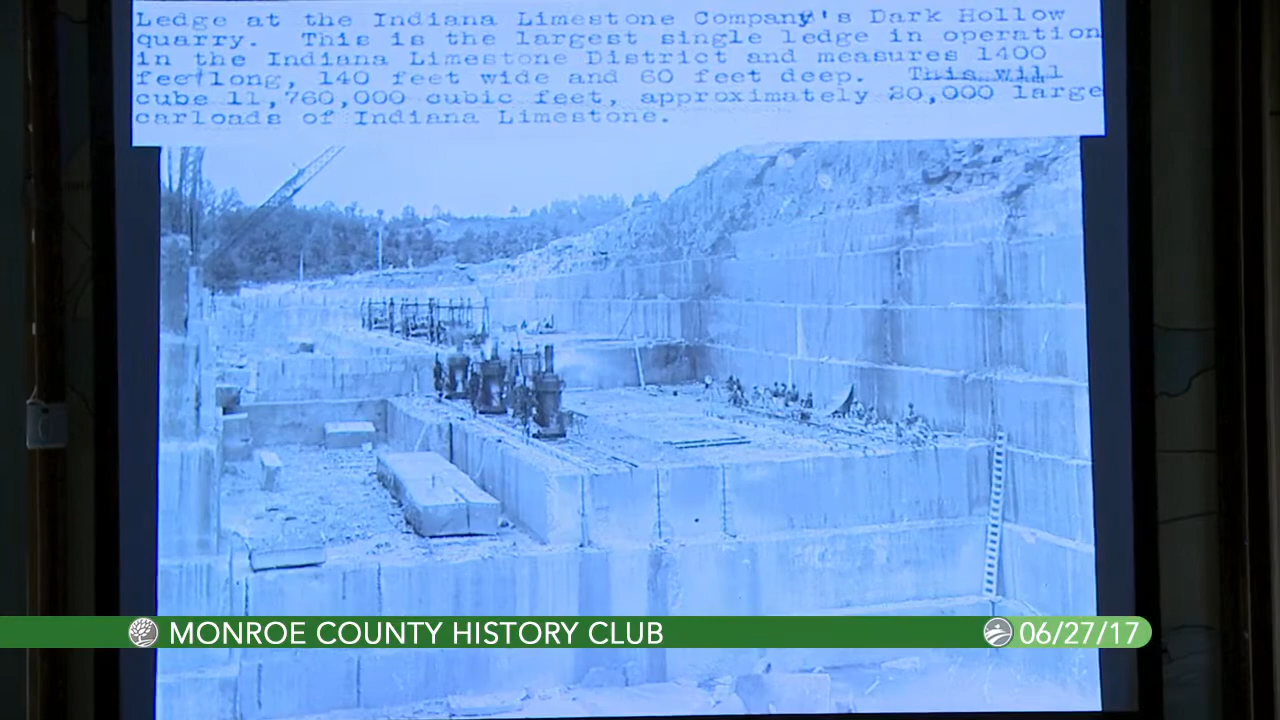 Ledge at the Indiana Limestone Company's Dark Hollow
quarry. This is the largest single ledge in operation
in the Indiana Limestone District and measures 1400
feet long, 140 feet wide and 60 feet deep. This will
cube 11,760,000 cubic feet, approximately 20,000 large
carloads of Indiana Limestone.
MONROE COUNTY HISTORY CLUB
06/27/17